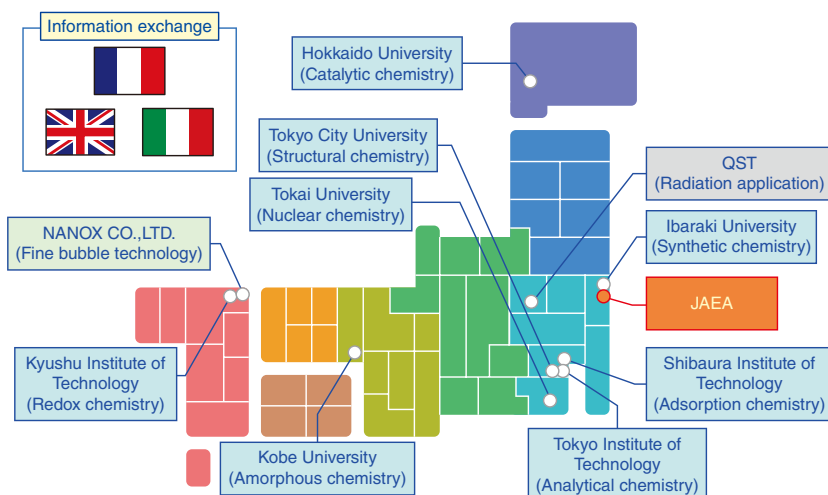 Information exchange
Hokkaido University
(Catalytic chemistry)
Tokyo City University
(Structural chemistry)
QST
(Radiation application)
Tokai University
(Nuclear chemistry)
Ibaraki University
(Synthetic chemistry)
NANOX CO.,LTD.
(Fine bubble technology)
JAEA
Kyushu Institute of
Technology
(Redox chemistry)
Shibaura Institute of
Technology
(Adsorption chemistry)
Kobe University
(Amorphous chemistry)
Tokyo Institute of
Technology
(Analytical chemistry)